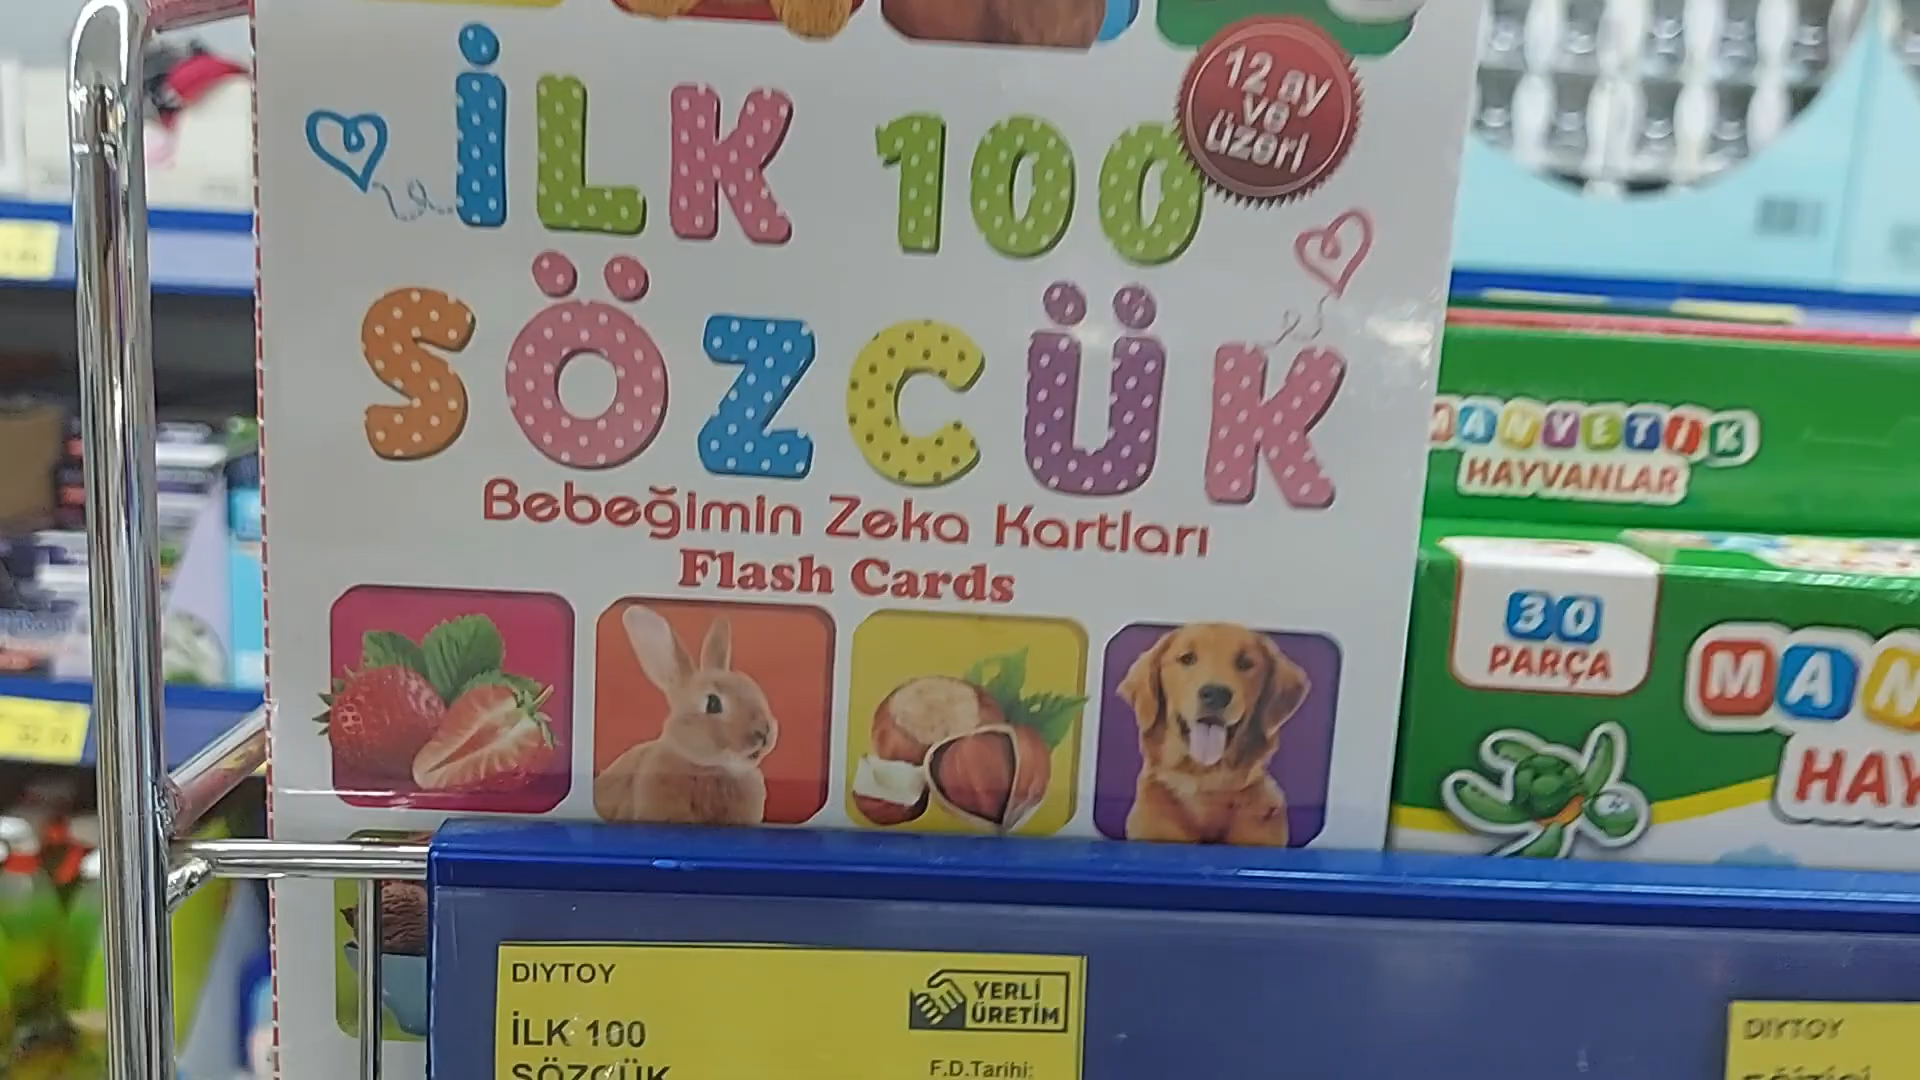 İLK 100
12 ay
ve
üzeri
SÖZCÜK
Bebeğimin Zeka Kartları
Flash Cards
MANYETİK
HAYVANLAR
30
PARÇA
MAN
HAY
DIYTOY
YERLİ
ÜRETİM
İLK 100
SÖZCÜK
F.D.Tarihi:
DIYTOY